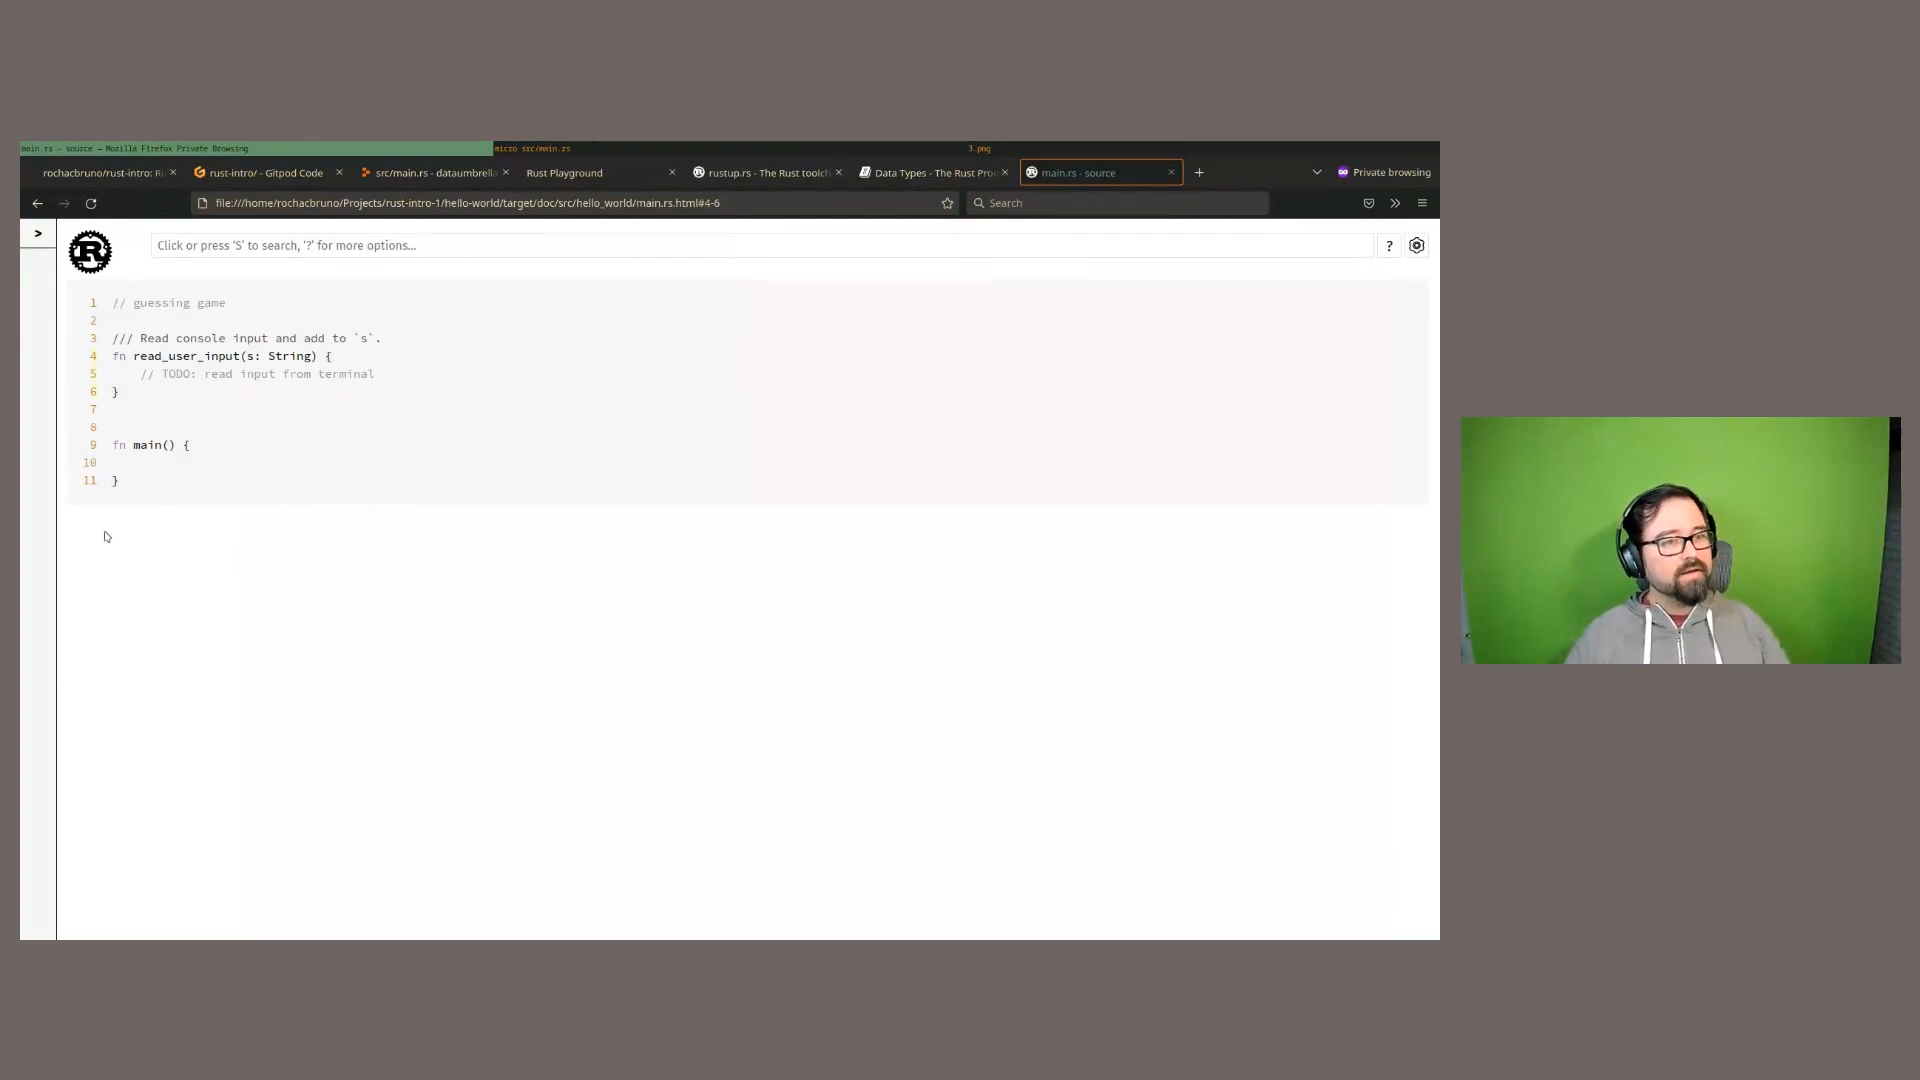 main.rs - source — Mozilla Firefox Private Browsing
micro src/main.rs
3.png
rochacbruno/rust-intro: Ru
rust-intro/ - Gitpod Code
src/main.rs - dataumbrella
Rust Playground
rustup.rs - The Rust toolch
Data Types - The Rust Pro
main.rs - source
Private browsing
file:///home/rochacbruno/Projects/rust-intro-1/hello-world/target/doc/src/hello_world/main.rs.html#4-6
Search
>
R
Click or press ‘S’ to search, ‘?’ for more options…
?
1 // guessing game
2
3 /// Read console input and add to `s`.
4 fn read_user_input(s: String) {
5     // TODO: read input from terminal
6 }
7
8
9 fn main() {
10
11 }